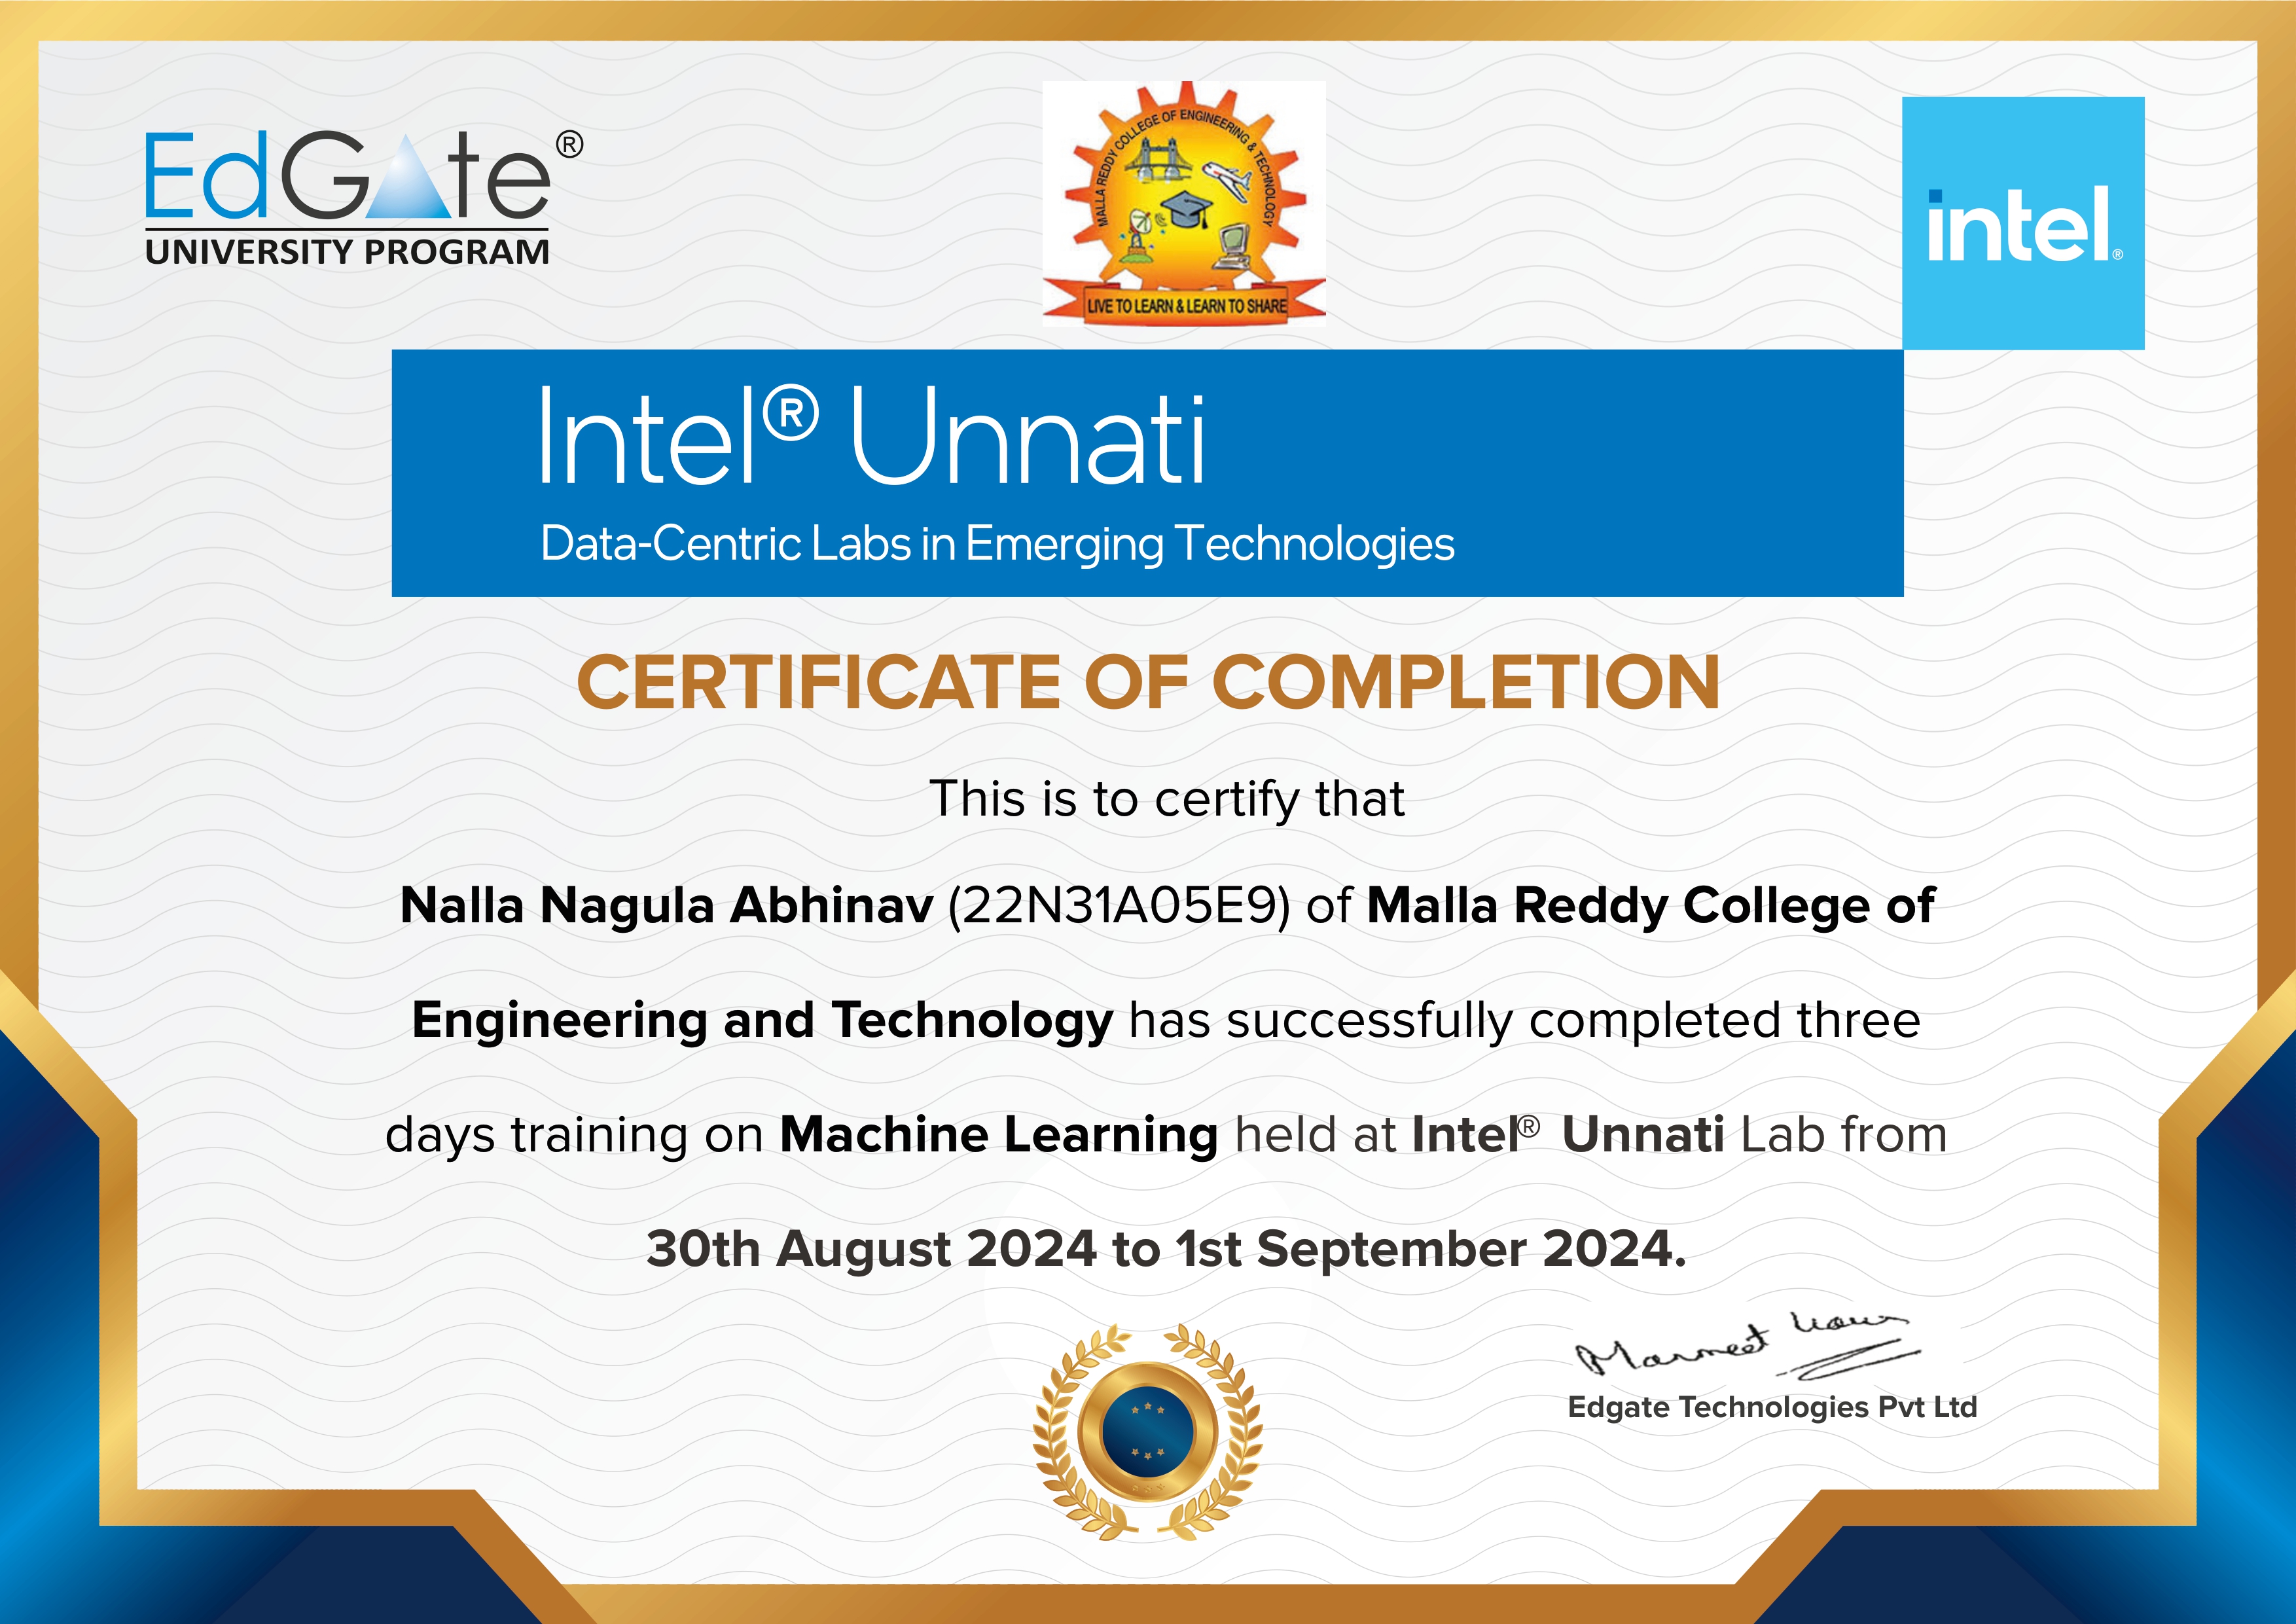 EdGate®
UNIVERSITY PROGRAM
MALLA REDDY COLLEGE OF ENGINEERING & TECHNOLOGY
LIVE TO LEARN & LEARN TO SHARE
intel®
Intel® Unnati
Data-Centric Labs in Emerging Technologies
CERTIFICATE OF COMPLETION
This is to certify that
Nalla Nagula Abhinav (22N31A05E9) of Malla Reddy College of
Engineering and Technology has successfully completed three
days training on Machine Learning held at Intel® Unnati Lab from
30th August 2024 to 1st September 2024.
Edgate Technologies Pvt Ltd